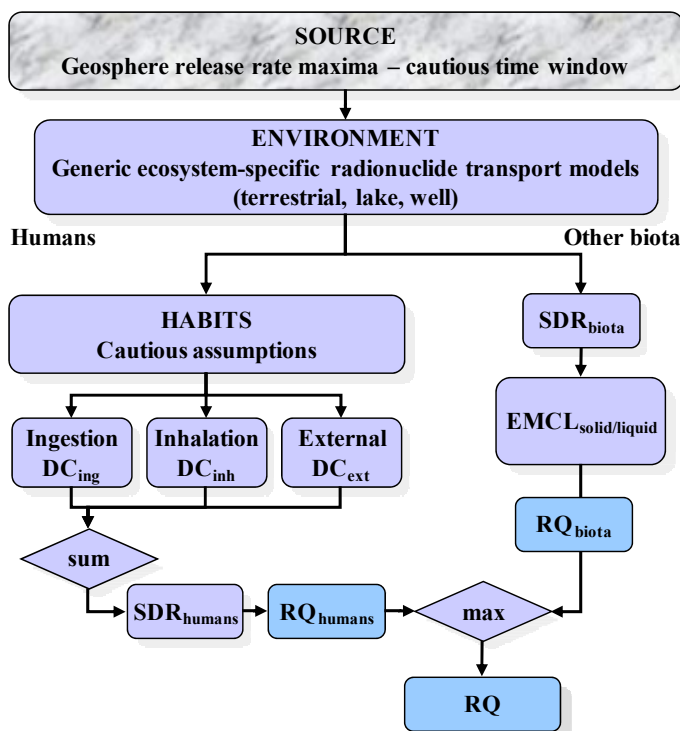 SOURCE
Geosphere release rate maxima – cautious time window
ENVIRONMENT
Generic ecosystem-specific radionuclide transport models
(terrestrial, lake, well)
Humans
Other biota
HABITS
Cautious assumptions
SDRbiota
Ingestion
DCing
Inhalation
DCinh
External
DCext
EMCLsolid/liquid
RQbiota
sum
SDRhumans
RQhumans
max
RQ